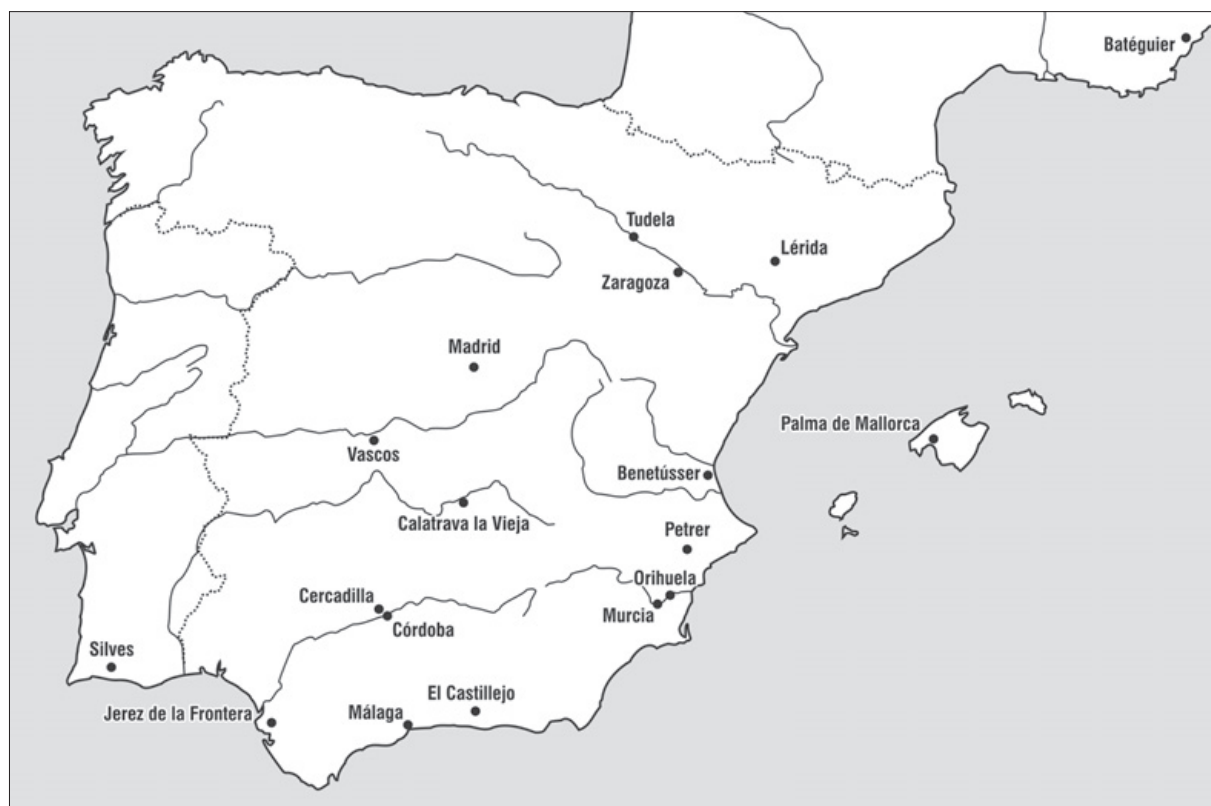 Batéguier
Tudela
Lérida
Zaragoza
Madrid
Palma de Mallorca
Vascos
Benetússer
Calatrava la Vieja
Petrer
Orihuela
Cercadilla
Murcia
Córdoba
Silves
El Castillejo
Jerez de la Frontera
Málaga